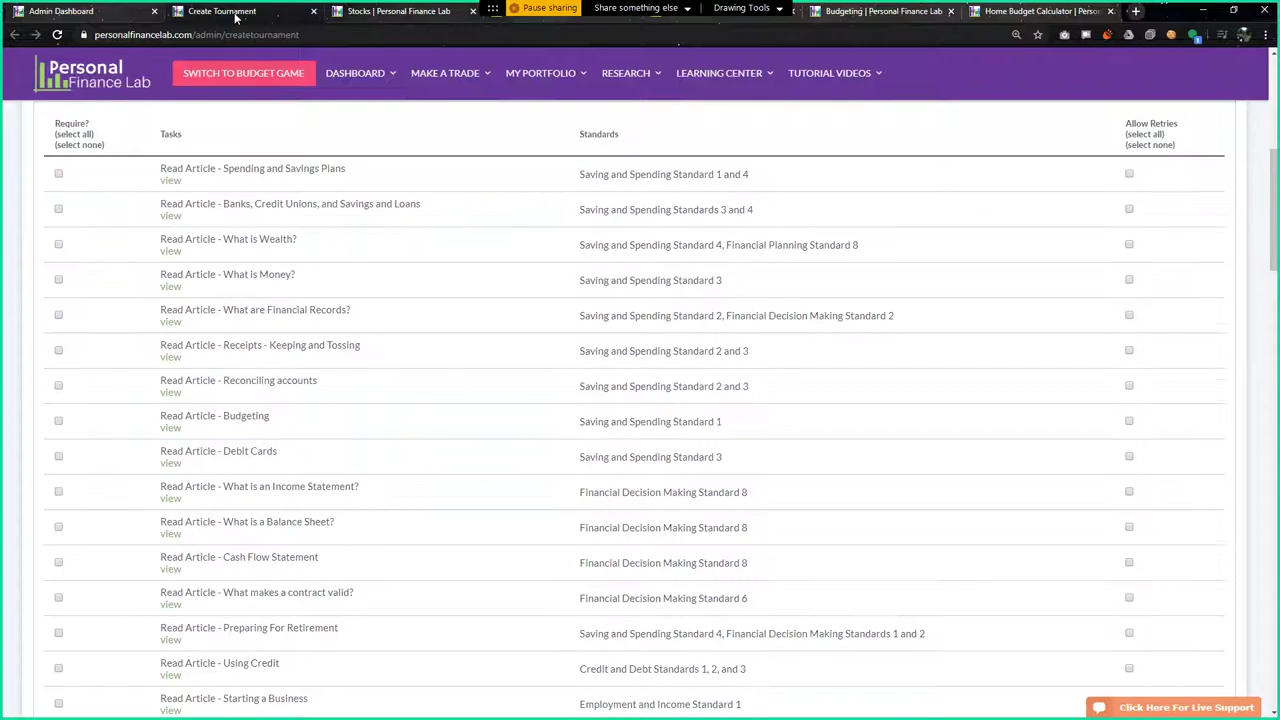 Admin Dashboard
Create Tournament
Stocks | Personal Finance Lab
Pause sharing
Share something else
Drawing Tools
Budgeting | Personal Finance Lab
Home Budget Calculator | Person
personalfinancelab.com/admin/createtournament
Personal
Finance Lab
SWITCH TO BUDGET GAME
DASHBOARD
MAKE A TRADE
MY PORTFOLIO
RESEARCH
LEARNING CENTER
TUTORIAL VIDEOS
Require?
(select all)
(select none)
Tasks
Standards
Allow Retries
(select all)
(select none)
Read Article - Spending and Savings Plans
view
Saving and Spending Standard 1 and 4
Read Article - Banks, Credit Unions, and Savings and Loans
view
Saving and Spending Standards 3 and 4
Read Article - What is Wealth?
view
Saving and Spending Standard 4, Financial Planning Standard 8
Read Article - What is Money?
view
Saving and Spending Standard 3
Read Article - What are Financial Records?
view
Saving and Spending Standard 2, Financial Decision Making Standard 2
Read Article - Receipts - Keeping and Tossing
view
Saving and Spending Standard 2 and 3
Read Article - Reconciling accounts
view
Saving and Spending Standard 2 and 3
Read Article - Budgeting
view
Saving and Spending Standard 1
Read Article - Debit Cards
view
Saving and Spending Standard 3
Read Article - What is an Income Statement?
view
Financial Decision Making Standard 8
Read Article - What is a Balance Sheet?
view
Financial Decision Making Standard 8
Read Article - Cash Flow Statement
view
Financial Decision Making Standard 8
Read Article - What makes a contract valid?
view
Financial Decision Making Standard 6
Read Article - Preparing For Retirement
view
Saving and Spending Standard 4, Financial Decision Making Standards 1 and 2
Read Article - Using Credit
view
Credit and Debt Standards 1, 2, and 3
Read Article - Starting a Business
view
Employment and Income Standard 1
Click Here For Live Support